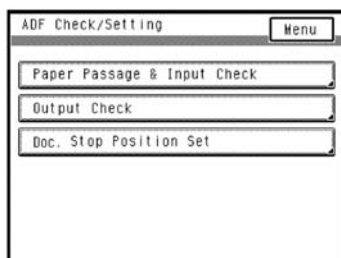 ADF Check/Setting
Menu
Paper Passage & Input Check
Output Check
Doc. Stop Position Set